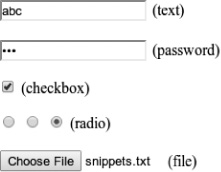 abc (text)
••• (password)
(checkbox)
(radio)
Choose File snippets.txt (file)